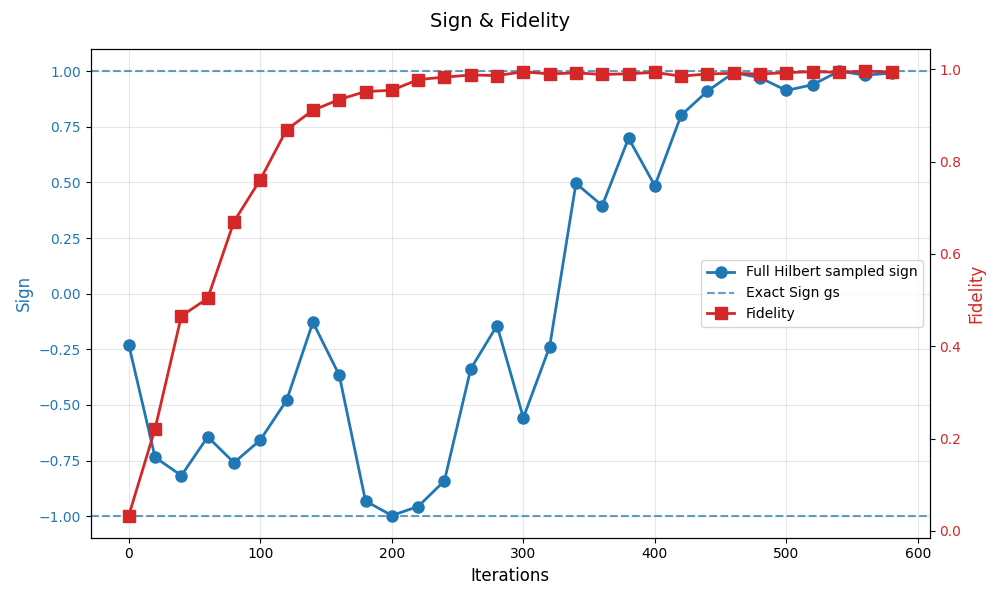 Sign & Fidelity
1.00
0.75
0.50
0.25
0.00
−0.25
−0.50
−0.75
−1.00
Sign
1.0
0.8
0.6
0.4
0.2
0.0
Fidelity
Full Hilbert sampled sign
Exact Sign gs
Fidelity
0 100 200 300 400 500 600
Iterations